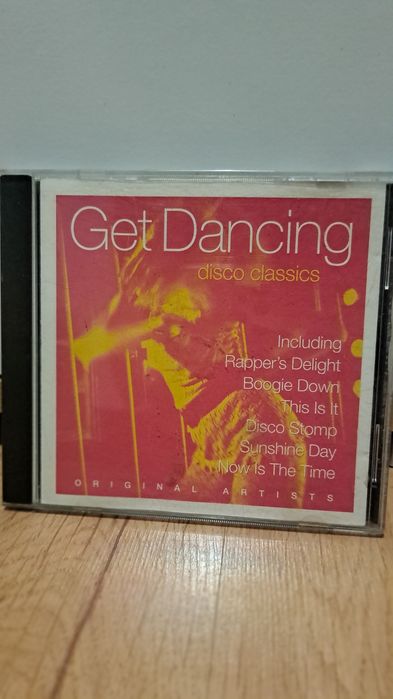 Get Dancing
disco classics
Including
Rapper's Delight
Boogie Down
This Is It
Disco Stomp
Sunshine Day
Now Is The Time
ORIGINAL ARTISTS